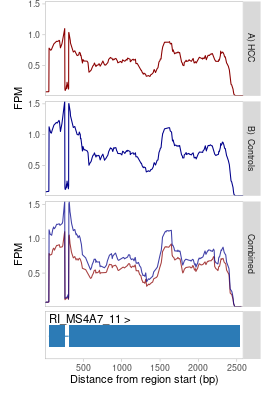 1.5
1.0
0.5
A) HCC
FPM
1.5
1.0
0.5
B) Controls
1.5
1.0
0.5
FPM
Combined
RI_MS4A7_11 >
500 1000 1500 2000 2500
Distance from region start (bp)